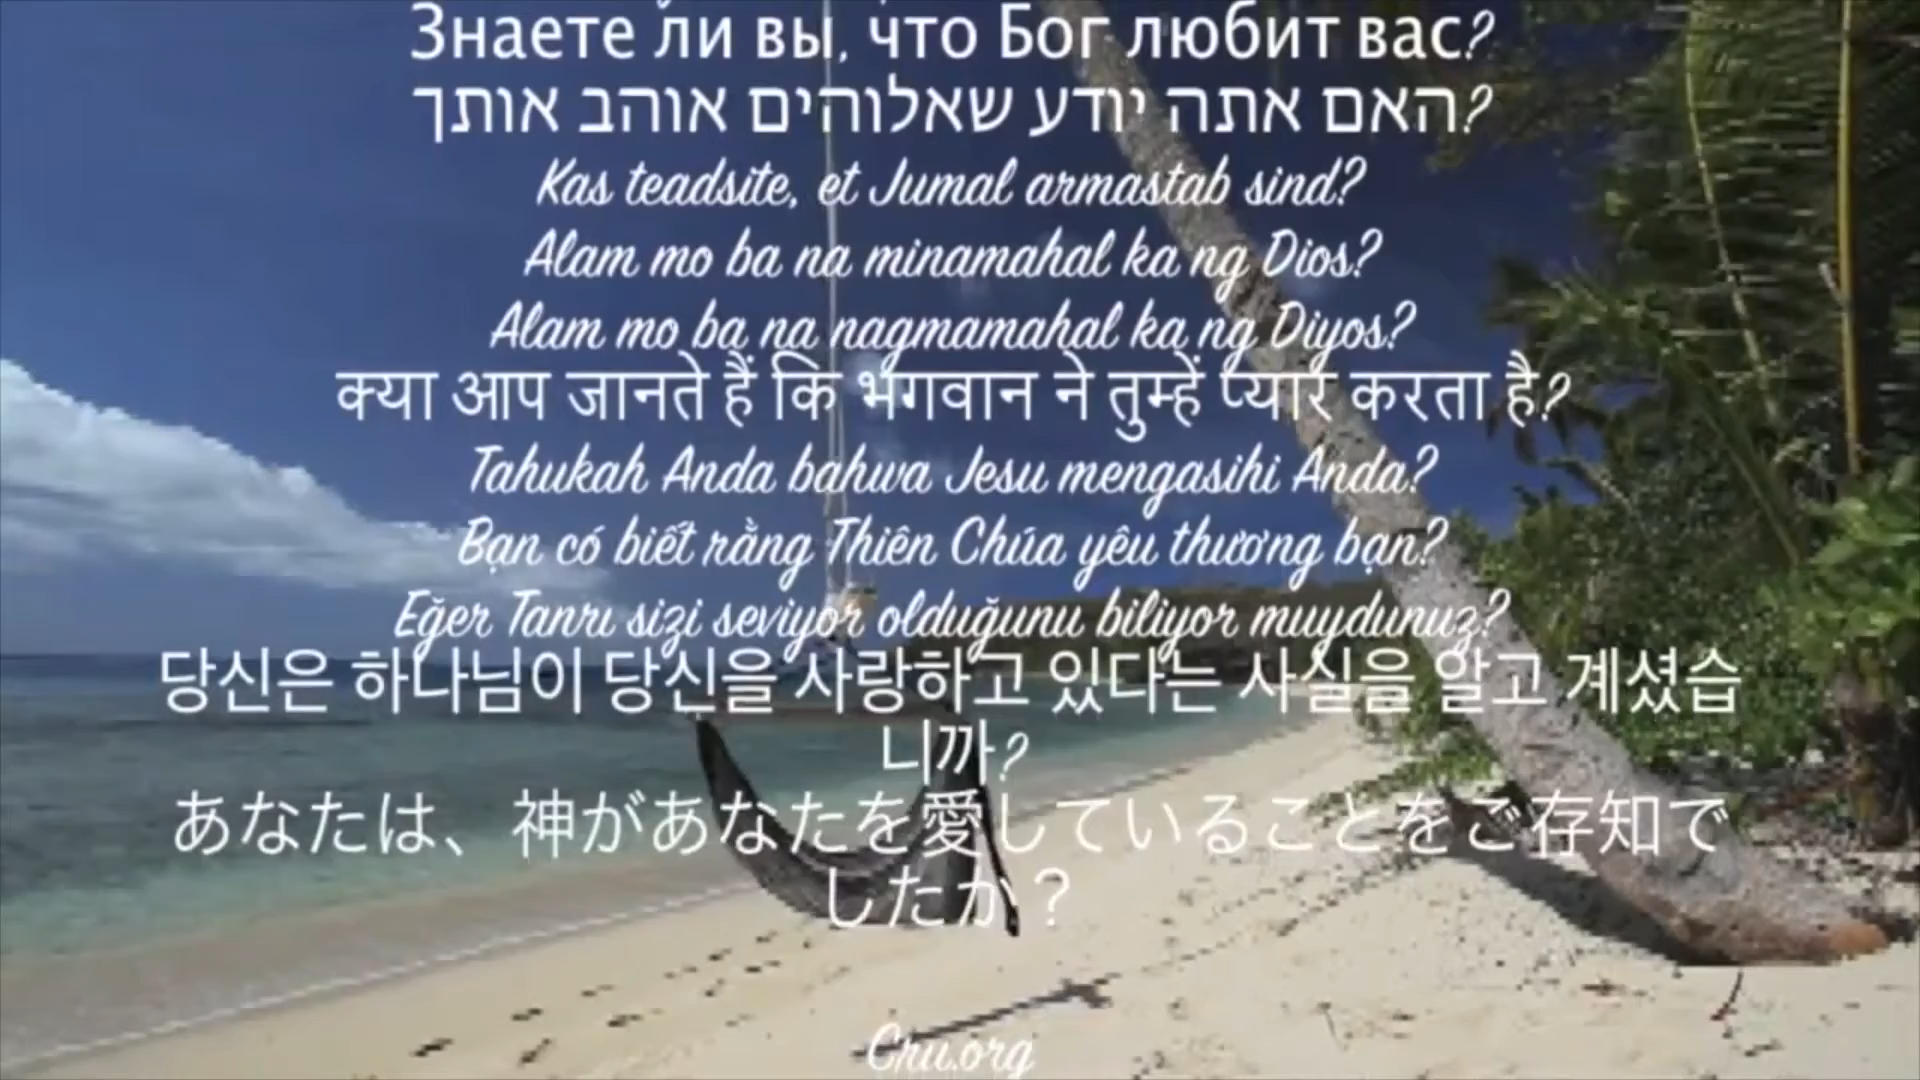 Знаете ли вы, что Бог любит вас?
האם אתה יודע שאלוהים אוהב אותך?
Kas teadsite, et Jumal armastab sind?
Alam mo ba na minamahal ka ng Dios?
Alam mo ba na nagmamahal ka ng Diyos?
क्या आप जानते हैं कि भगवान ने तुम्हें प्यार करता है?
Tahukah Anda bahwa Jesu mengasihi Anda?
Bạn có biết rằng Thiên Chúa yêu thương bạn?
Eğer Tanrı sizi seviyor olduğunu biliyor muydunuz?
당신은 하나님이 당신을 사랑하고 있다는 사실을 알고 계셨습
니까?
あなたは、神があなたを愛していることをご存知で
したか？
Cru.org